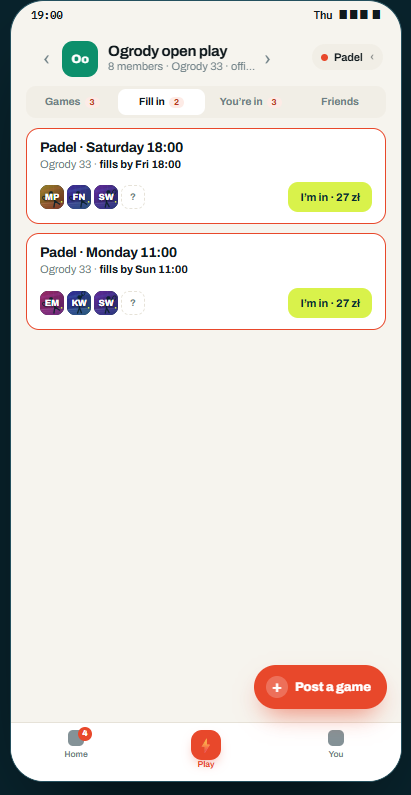 19:00
Thu
‹
Oo
Ogrody open play
8 members · Ogrody 33 · offi...
›
Padel ‹
Games 3
Fill in 2
You're in 3
Friends
Padel · Saturday 18:00
Ogrody 33 · fills by Fri 18:00
MP FN SW ?
I'm in · 27 zł
Padel · Monday 11:00
Ogrody 33 · fills by Sun 11:00
EM KW SW ?
I'm in · 27 zł
+ Post a game
4
Home
Play
You